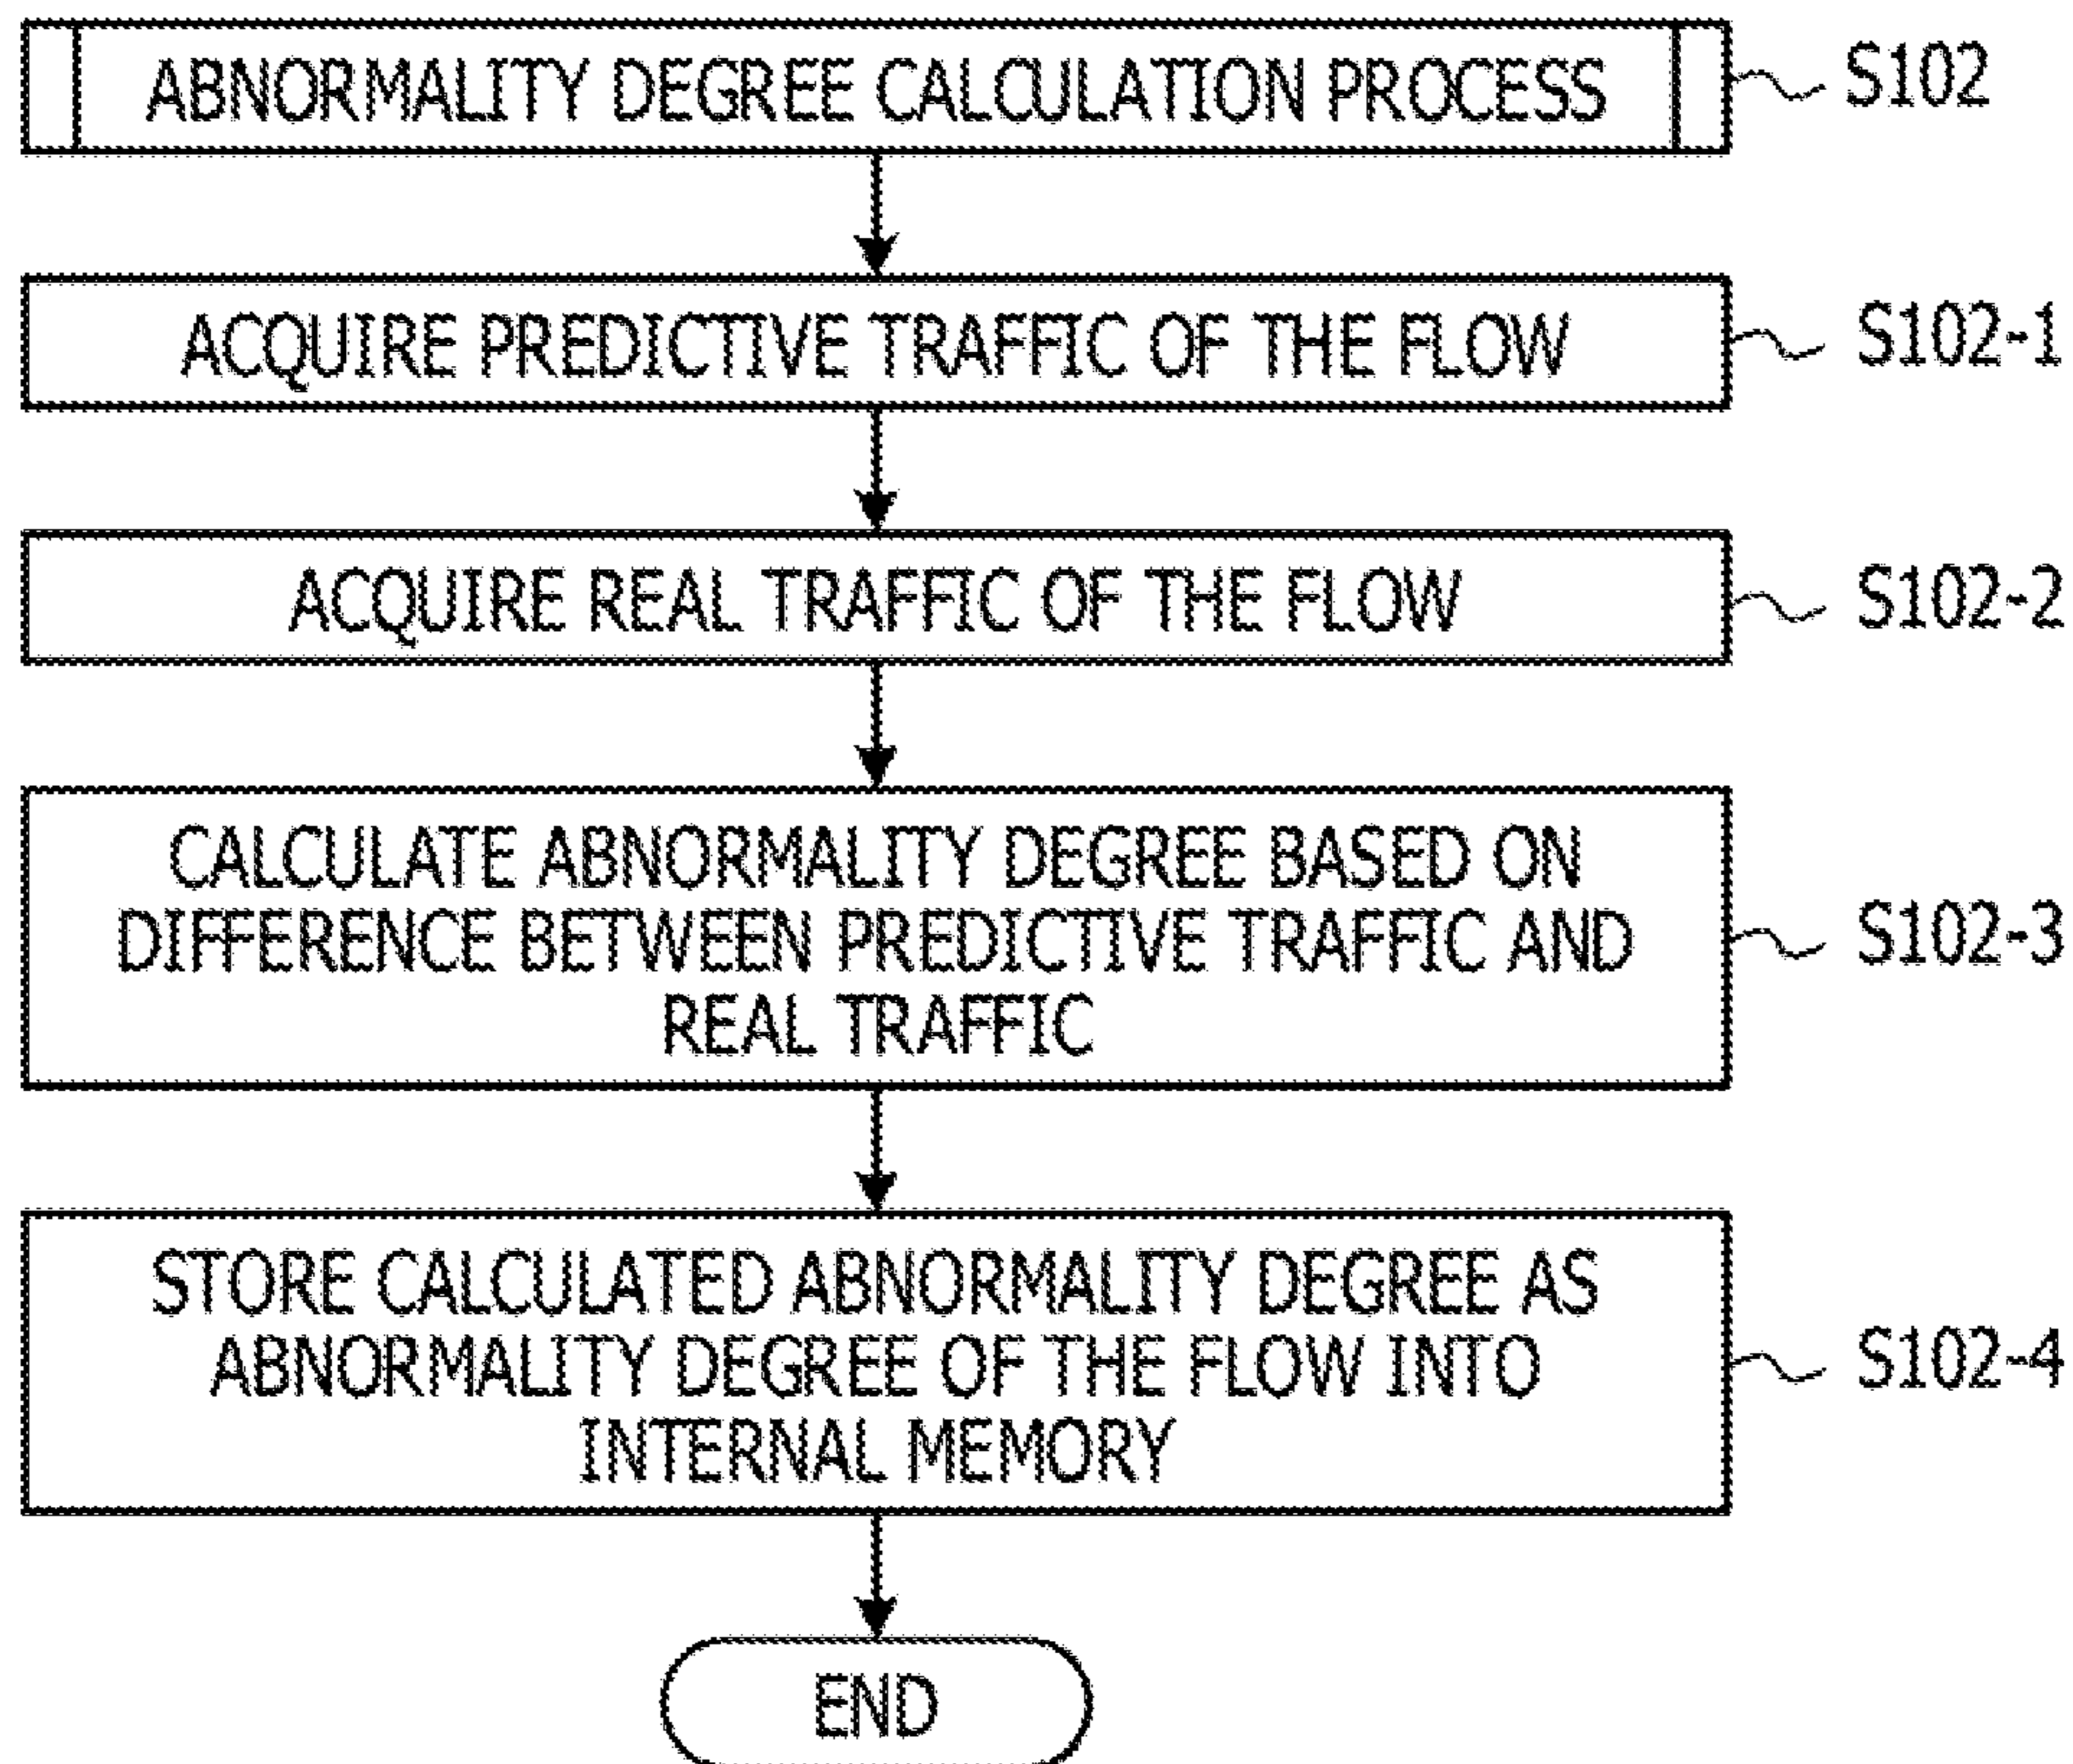 ABNORMALITY DEGREE CALCULATION PROCESS
S102
ACQUIRE PREDICTIVE TRAFFIC OF THE FLOW
S102-1
ACQUIRE REAL TRAFFIC OF THE FLOW
S102-2
CALCULATE ABNORMALITY DEGREE BASED ON
DIFFERENCE BETWEEN PREDICTIVE TRAFFIC AND
REAL TRAFFIC
S102-3
STORE CALCULATED ABNORMALITY DEGREE AS
ABNORMALITY DEGREE OF THE FLOW INTO
INTERNAL MEMORY
S102-4
END